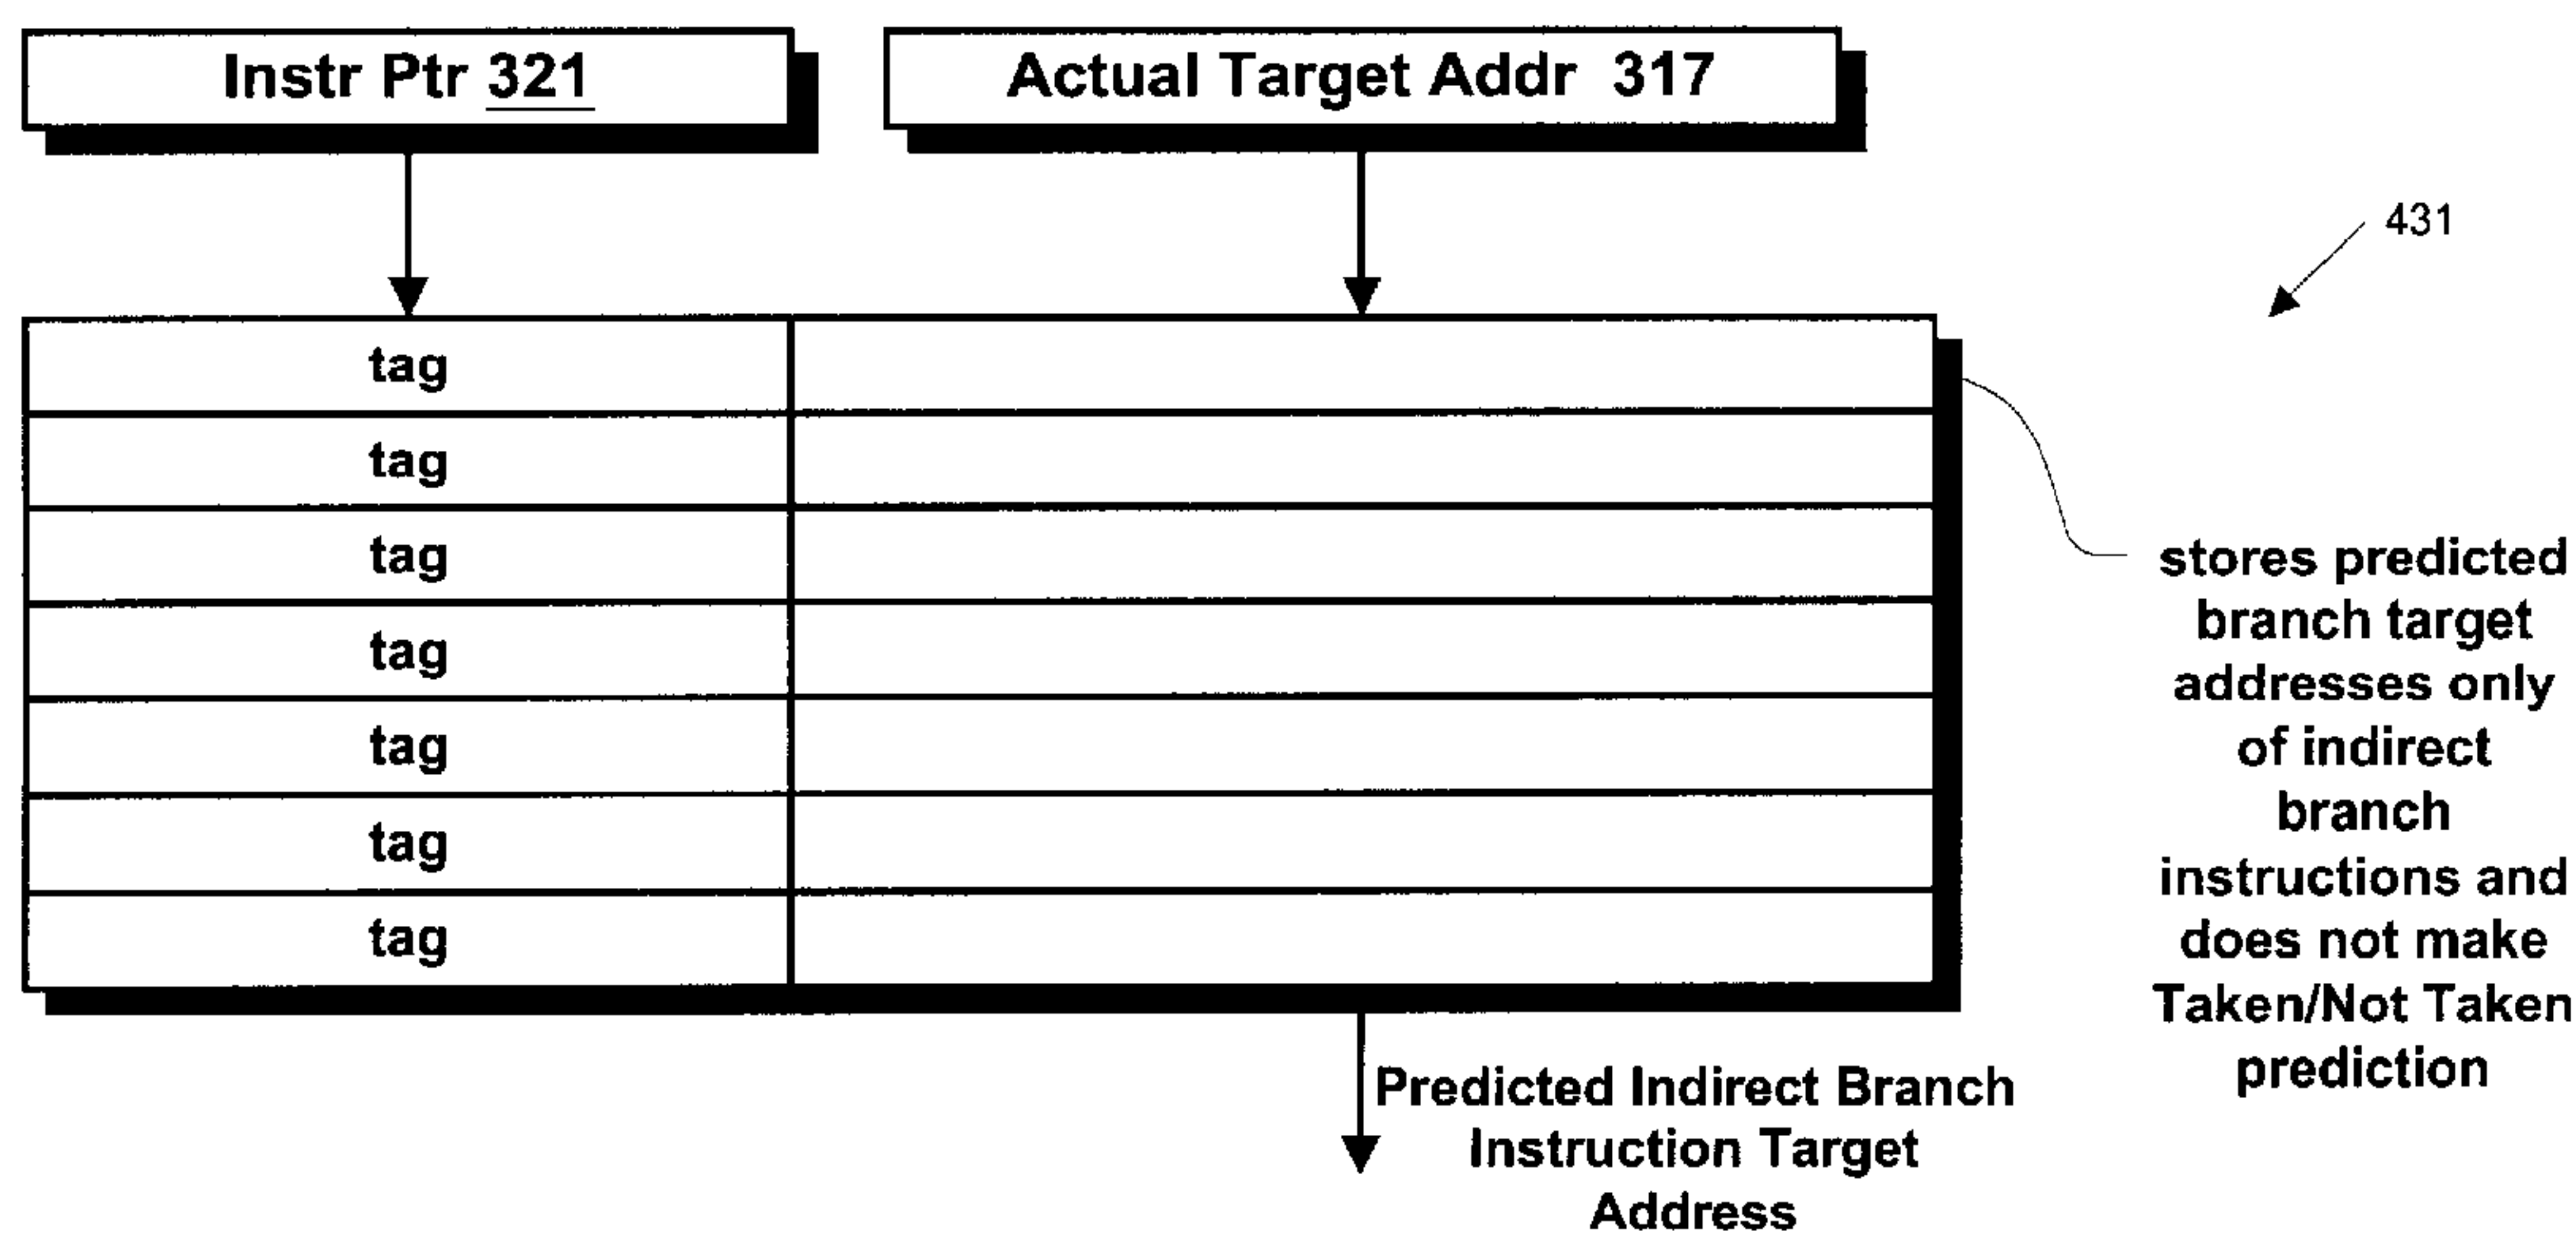 Instr Ptr 321
Actual Target Addr 317
431
tag
tag
tag
tag
tag
tag
tag
stores predicted
branch target
addresses only
of indirect
branch
instructions and
does not make
Taken/Not Taken
prediction
Predicted Indirect Branch
Instruction Target
Address